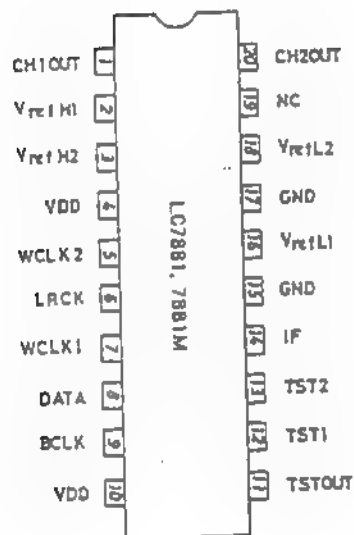 CH1OUT 1 20 CH2OUT
VrefH1 2 19 NC
VrefH2 3 18 VrefL2
VDD 4 17 GND
WCLK2 5 16 VrefL1
LRCK 6 15 GND
WCLK1 7 14 IF
DATA 8 13 TST2
BCLK 9 12 TST1
VDD 10 11 TSTOUT
LC7881, 7881M